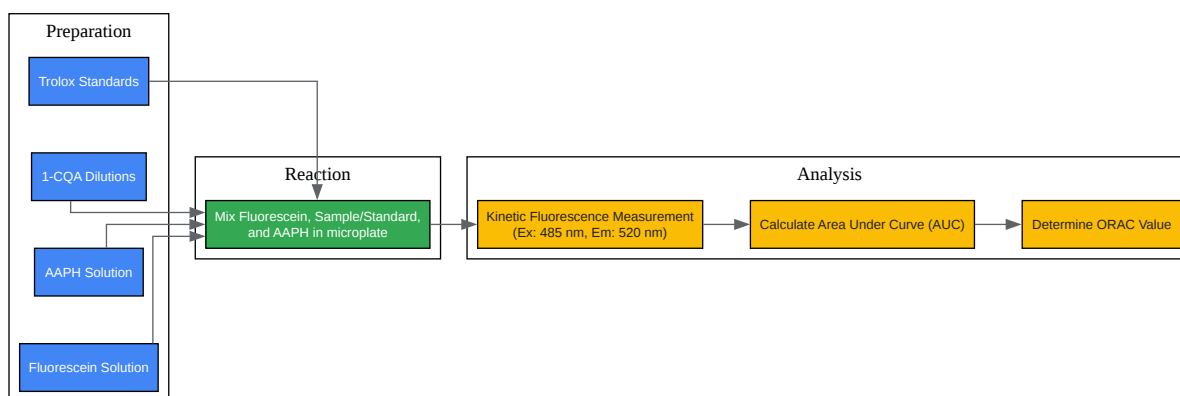 Preparation
Trolox Standards
1-CQA Dilutions
AAPH Solution
Fluorescein Solution
Reaction
Mix Fluorescein, Sample/Standard,
and AAPH in microplate
Analysis
Kinetic Fluorescence Measurement
(Ex: 485 nm, Em: 520 nm)
Calculate Area Under Curve (AUC)
Determine ORAC Value